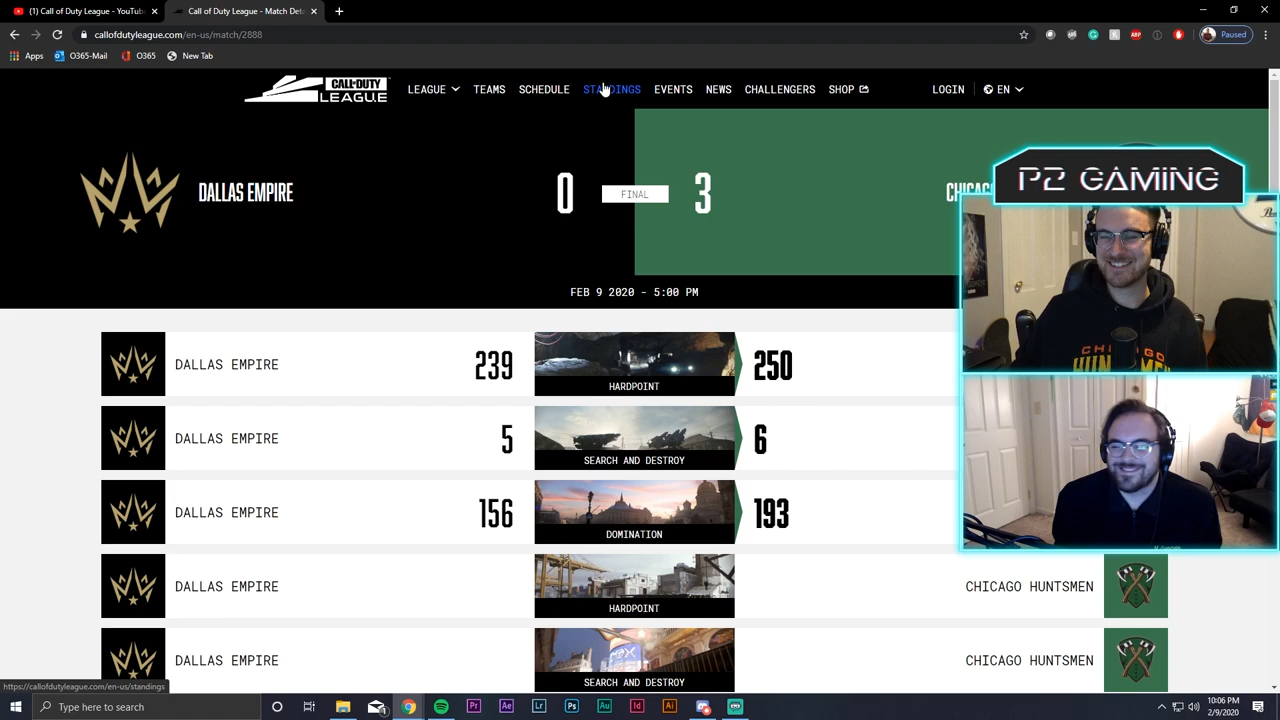 (1) Call of Duty League - YouTube
Call of Duty League - Match Det
callofdutyleague.com/en-us/match/2888
Paused
Apps O365-Mail O365 New Tab
CALL OF DUTY
LEAGUE
LEAGUE TEAMS SCHEDULE STANDINGS EVENTS NEWS CHALLENGERS SHOP LOGIN EN
DALLAS EMPIRE 0 FINAL 3
PZ GAMING
FEB 9 2020 - 5:00 PM
DALLAS EMPIRE 239 HARDPOINT 250
DALLAS EMPIRE 5 SEARCH AND DESTROY 6
DALLAS EMPIRE 156 DOMINATION 193
DALLAS EMPIRE HARDPOINT CHICAGO HUNTSMEN
DALLAS EMPIRE SEARCH AND DESTROY CHICAGO HUNTSMEN
https://callofdutyleague.com/en-us/standings
Type here to search
10:06 PM
2/9/2020